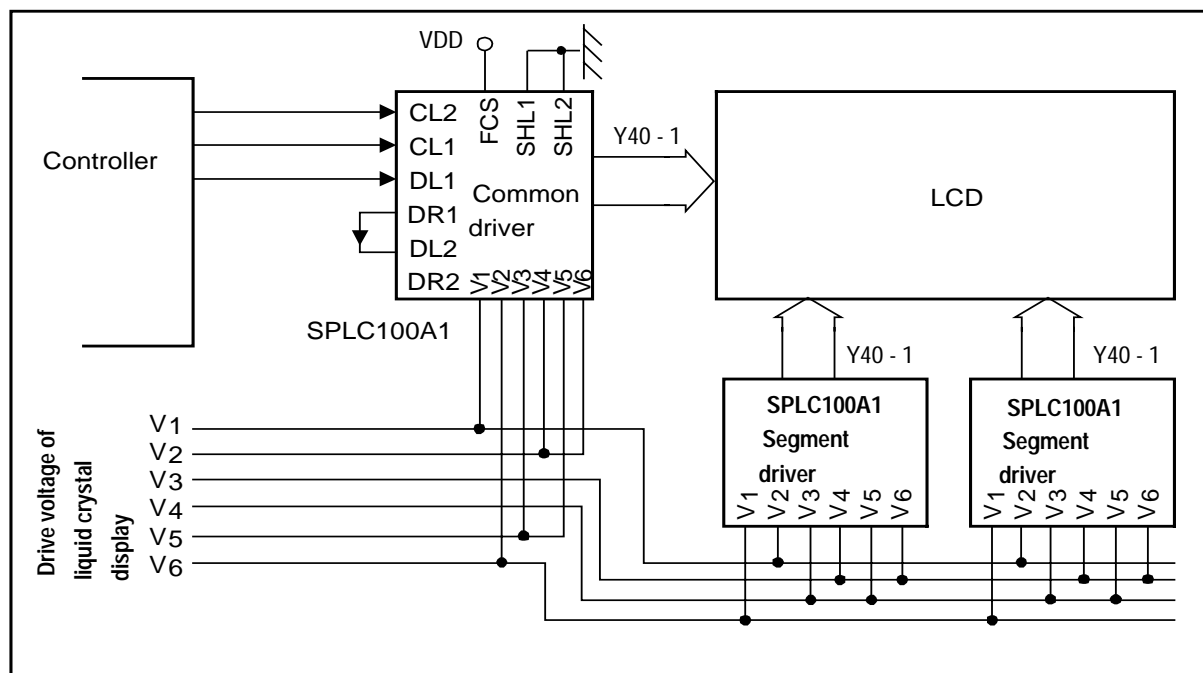 VDD
Controller
CL2
CL1
DL1
DR1
DL2
DR2
FCS
SHL1
SHL2
Common
driver
V1
V2
V3
V4
V5
V6
SPLC100A1
Y40 - 1
LCD
Y40 - 1
Y40 - 1
SPLC100A1
Segment
driver
V1
V2
V3
V4
V5
V6
SPLC100A1
Segment
driver
V1
V2
V3
V4
V5
V6
Drive voltage of
liquid crystal
display
V1
V2
V3
V4
V5
V6